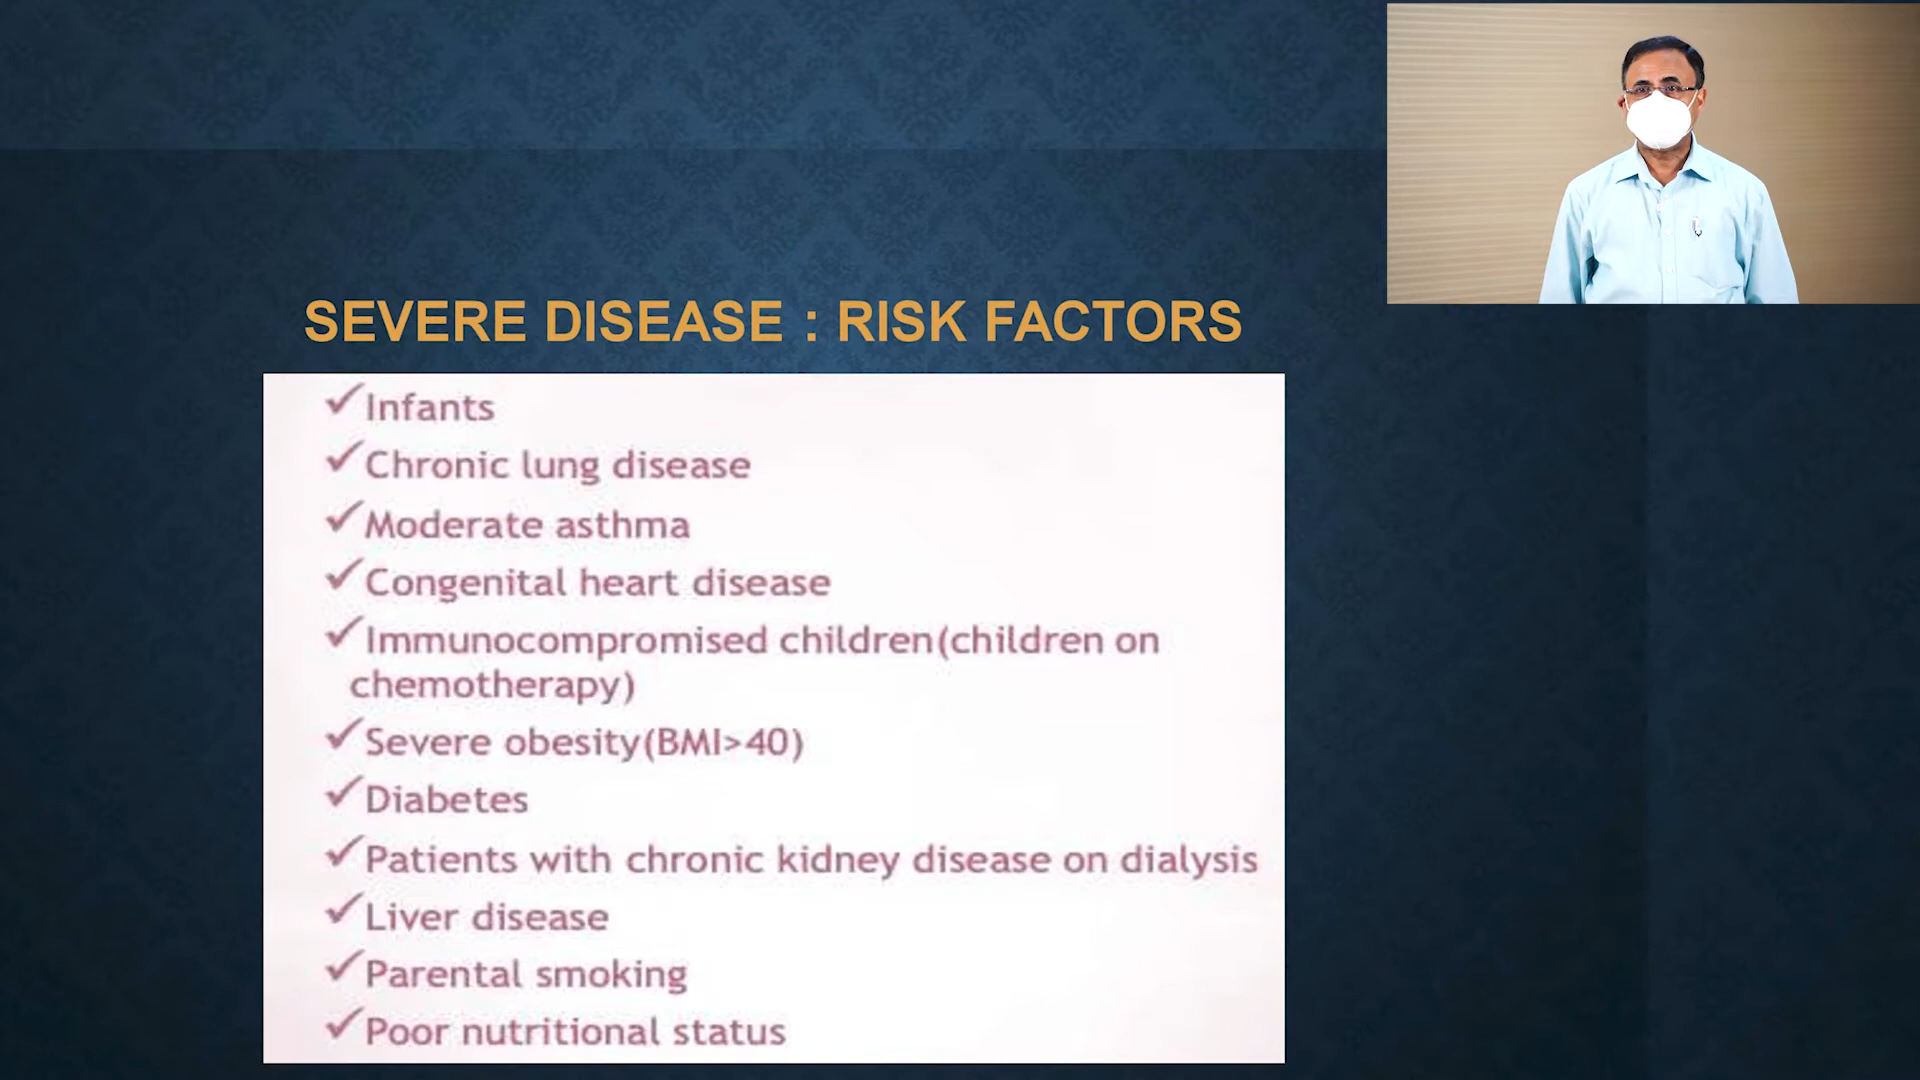 SEVERE DISEASE : RISK FACTORS
✓Infants
✓Chronic lung disease
✓Moderate asthma
✓Congenital heart disease
✓Immunocompromised children(children on
chemotherapy)
✓Severe obesity(BMI>40)
✓Diabetes
✓Patients with chronic kidney disease on dialysis
✓Liver disease
✓Parental smoking
✓Poor nutritional status